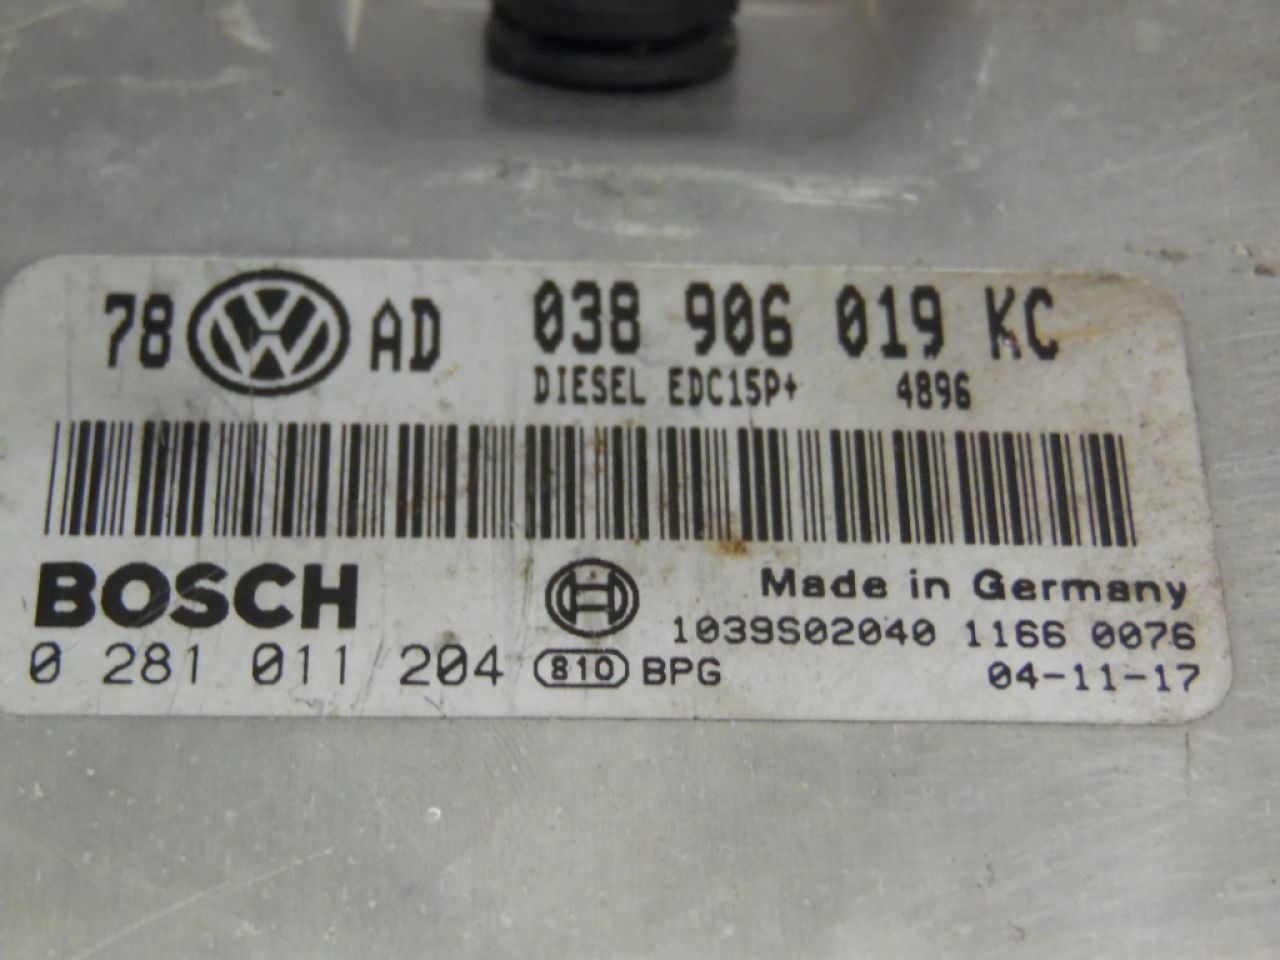 78 VW AD 038 906 019 KC
DIESEL EDC15P+ 4896
BOSCH Made in Germany
1039S02040 1166 0076
0 281 011 204 810 BPG 04-11-17